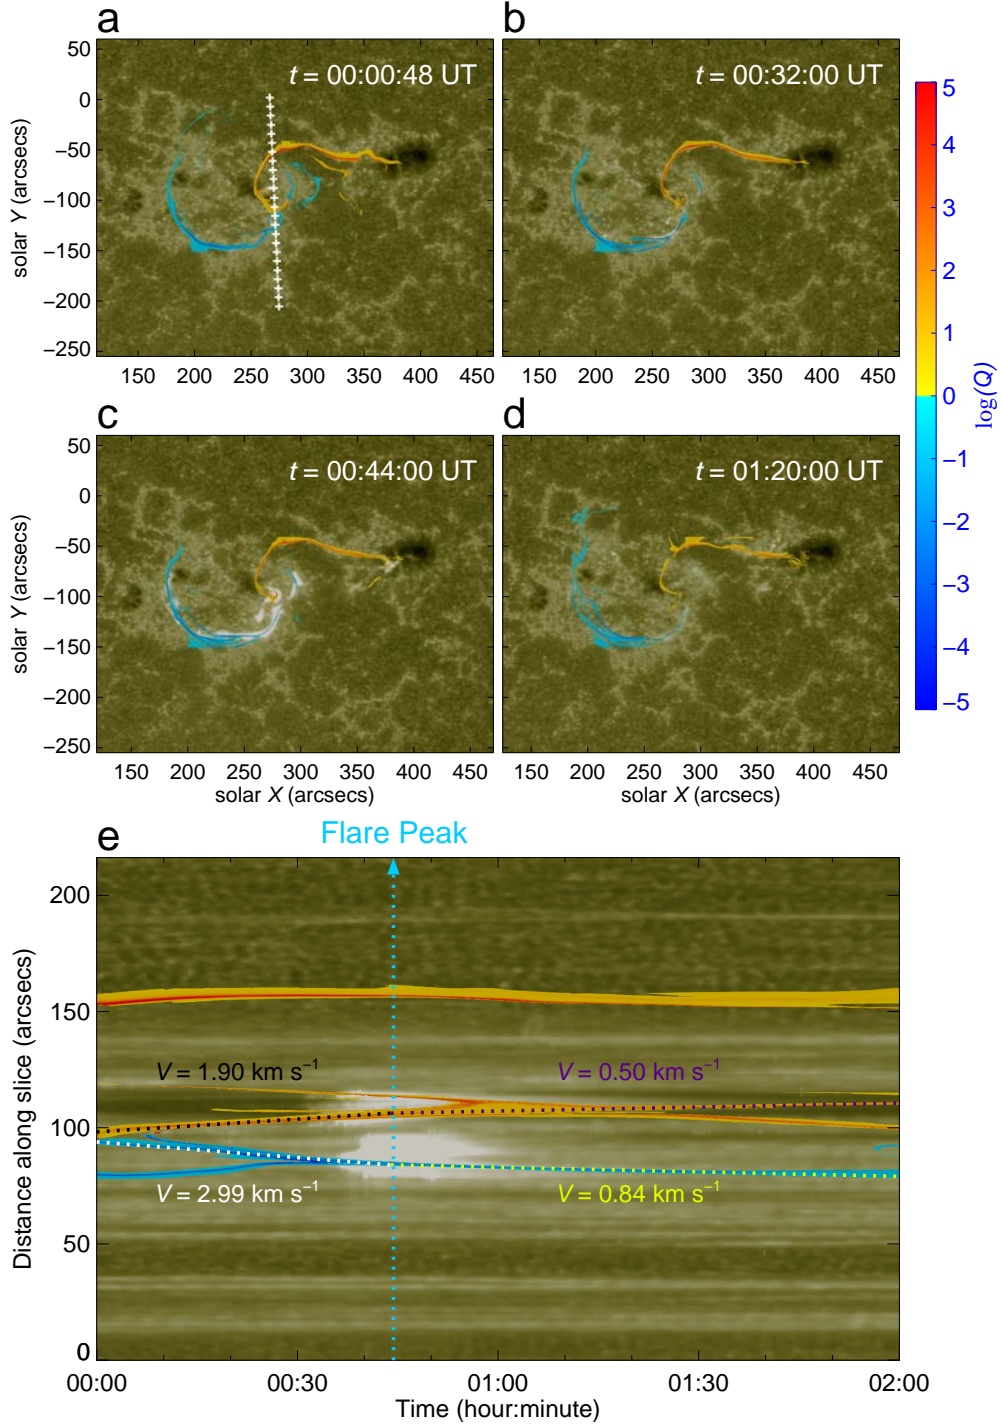 a
b
t = 00:00:48 UT
t = 00:32:00 UT
50
0
−50
−100
−150
−200
−250
solar Y (arcsecs)
150 200 250 300 350 400 450
150 200 250 300 350 400 450
c
d
t = 00:44:00 UT
t = 01:20:00 UT
50
0
−50
−100
−150
−200
−250
solar Y (arcsecs)
150 200 250 300 350 400 450
150 200 250 300 350 400 450
solar X (arcsecs)
solar X (arcsecs)
5
4
3
2
1
0
−1
−2
−3
−4
−5
log(Q)
e
Flare Peak
200
150
100
50
0
Distance along slice (arcsecs)
V = 1.90 km s⁻¹
V = 0.50 km s⁻¹
V = 2.99 km s⁻¹
V = 0.84 km s⁻¹
00:00 00:30 01:00 01:30 02:00
Time (hour:minute)